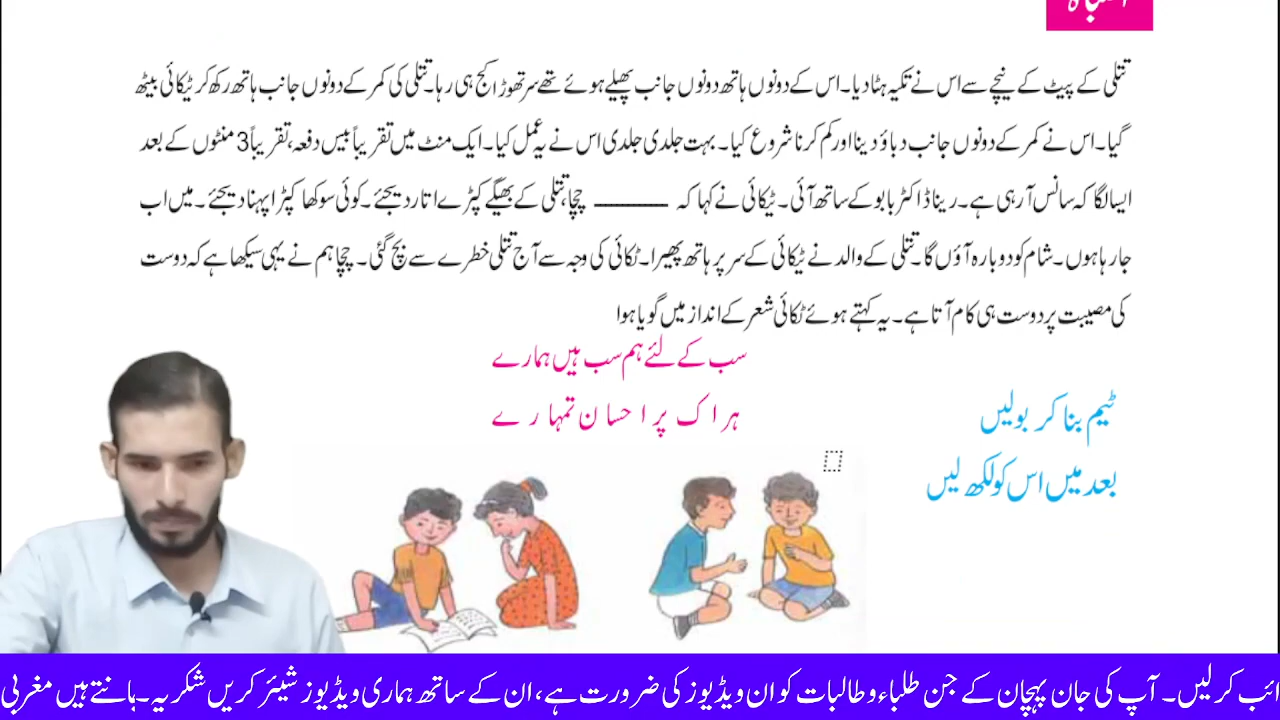 تتلی کے پیٹ کے نیچے سے اس نے تکیہ ہٹا دیا۔ اس کے دونوں ہاتھ دونوں جانب پھیلے ہوئے تھے سر تھوڑا کج ہی رہا۔ تتلی کی کمر کے دونوں جانب ہاتھ رکھ کر ٹکائی بیٹھ
گیا۔ اس نے کمر کے دونوں جانب دباؤ دینا اور کم کرنا شروع کیا۔ بہت جلدی جلدی اس نے یہ عمل کیا۔ ایک منٹ میں تقریباً بیس دفعہ، تقریباً 3 منٹوں کے بعد
ایسا لگا کہ سانس آرہی ہے۔ رینا ڈاکٹر بابو کے ساتھ آئی۔ ٹیکائی نے کہا کہ ـــــــــــ چچا، تتلی کے بھیگے کپڑے اتار دیجئے۔ کوئی سوکھا کپڑا پہنا دیجئے۔ میں اب
جا رہا ہوں۔ شام کو دوبارہ آؤں گا۔ تتلی کے والد نے ٹیکائی کے سر پر ہاتھ پھیرا۔ ٹکائی کی وجہ سے آج تتلی خطرے سے بچ گئی۔ چچا ہم نے یہی سیکھا ہے کہ دوست
کی مصیبت پر دوست ہی کام آتا ہے۔ یہ کہتے ہوئے ٹکائی شعر کے انداز میں گویا ہوا
سب کے لئے ہم سب ہیں ہمارے
ہر اک پر احسان تمہارے
ٹیم بنا کر بولیں
بعد میں اس کو لکھ لیں
ائب کر لیں۔ آپ کی جان پہچان کے جن طلباء و طالبات کو ان ویڈیوز کی ضرورت ہے، ان کے ساتھ ہماری ویڈیوز شیئر کریں شکریہ۔ ہانتے ہیں مغربی